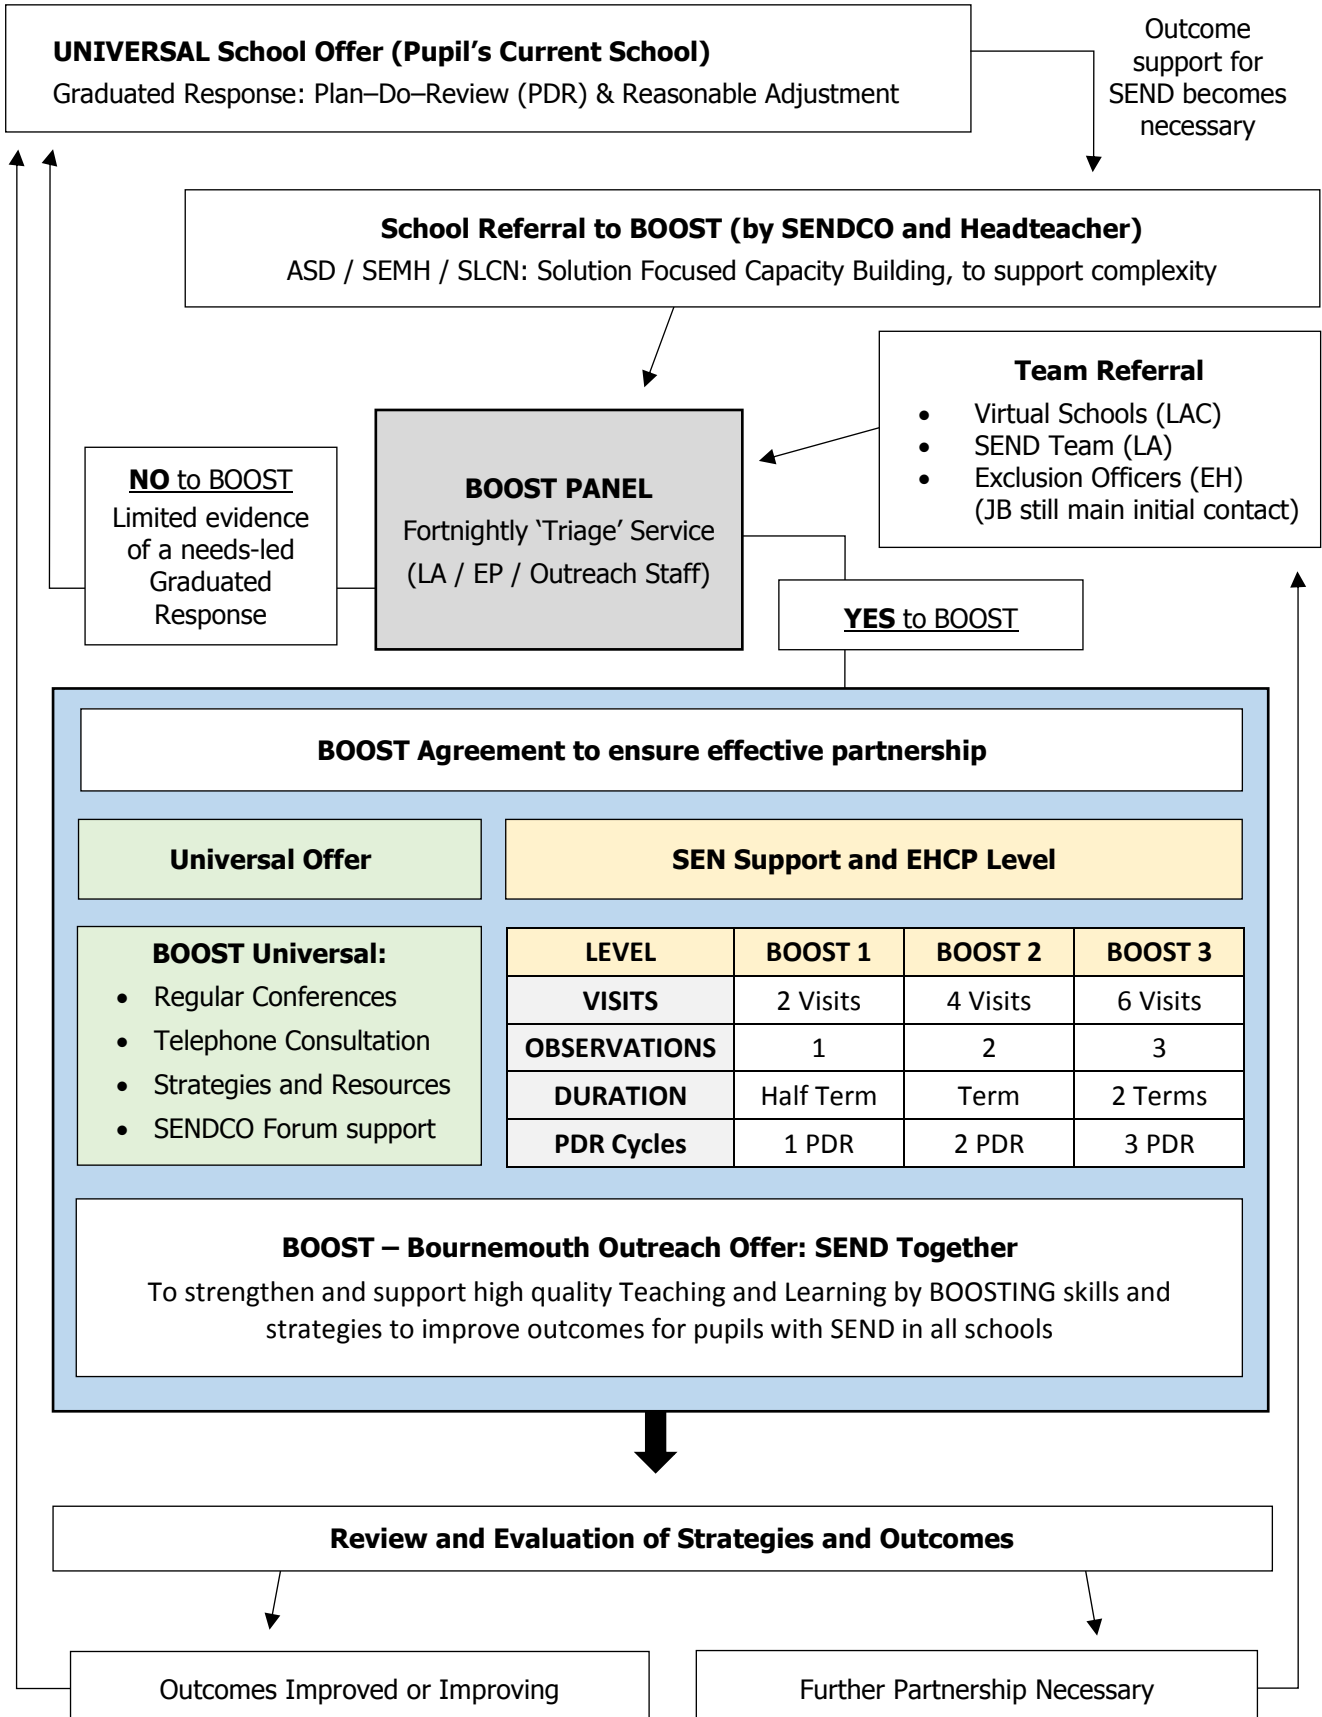 UNIVERSAL School Offer (Pupil's Current School)
Graduated Response: Plan–Do–Review (PDR) & Reasonable Adjustment
Outcome
support for
SEND becomes
necessary
School Referral to BOOST (by SENDCO and Headteacher)
ASD / SEMH / SLCN: Solution Focused Capacity Building, to support complexity
Team Referral
• Virtual Schools (LAC)
• SEND Team (LA)
• Exclusion Officers (EH)
(JB still main initial contact)
NO to BOOST
Limited evidence
of a needs-led
Graduated
Response
BOOST PANEL
Fortnightly ‘Triage’ Service
(LA / EP / Outreach Staff)
YES to BOOST
BOOST Agreement to ensure effective partnership
Universal Offer
SEN Support and EHCP Level
BOOST Universal:
• Regular Conferences
• Telephone Consultation
• Strategies and Resources
• SENDCO Forum support
LEVEL BOOST 1 BOOST 2 BOOST 3
VISITS 2 Visits 4 Visits 6 Visits
OBSERVATIONS 1 2 3
DURATION Half Term Term 2 Terms
PDR Cycles 1 PDR 2 PDR 3 PDR
BOOST – Bournemouth Outreach Offer: SEND Together
To strengthen and support high quality Teaching and Learning by BOOSTING skills and
strategies to improve outcomes for pupils with SEND in all schools
Review and Evaluation of Strategies and Outcomes
Outcomes Improved or Improving
Further Partnership Necessary